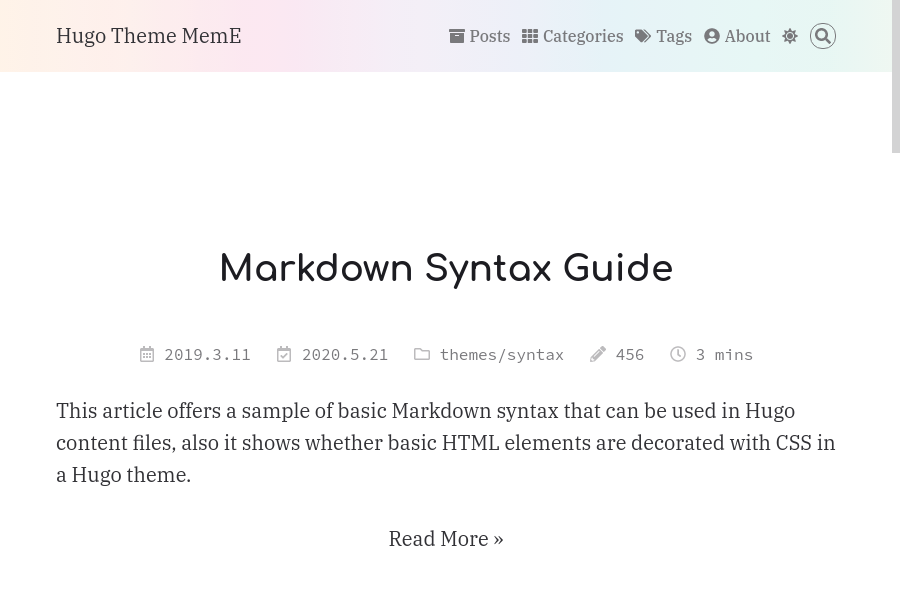 Hugo Theme MemE
Posts Categories Tags About
Markdown Syntax Guide
2019.3.11 2020.5.21 themes/syntax 456 3 mins
This article offers a sample of basic Markdown syntax that can be used in Hugo
content files, also it shows whether basic HTML elements are decorated with CSS in
a Hugo theme.
Read More »